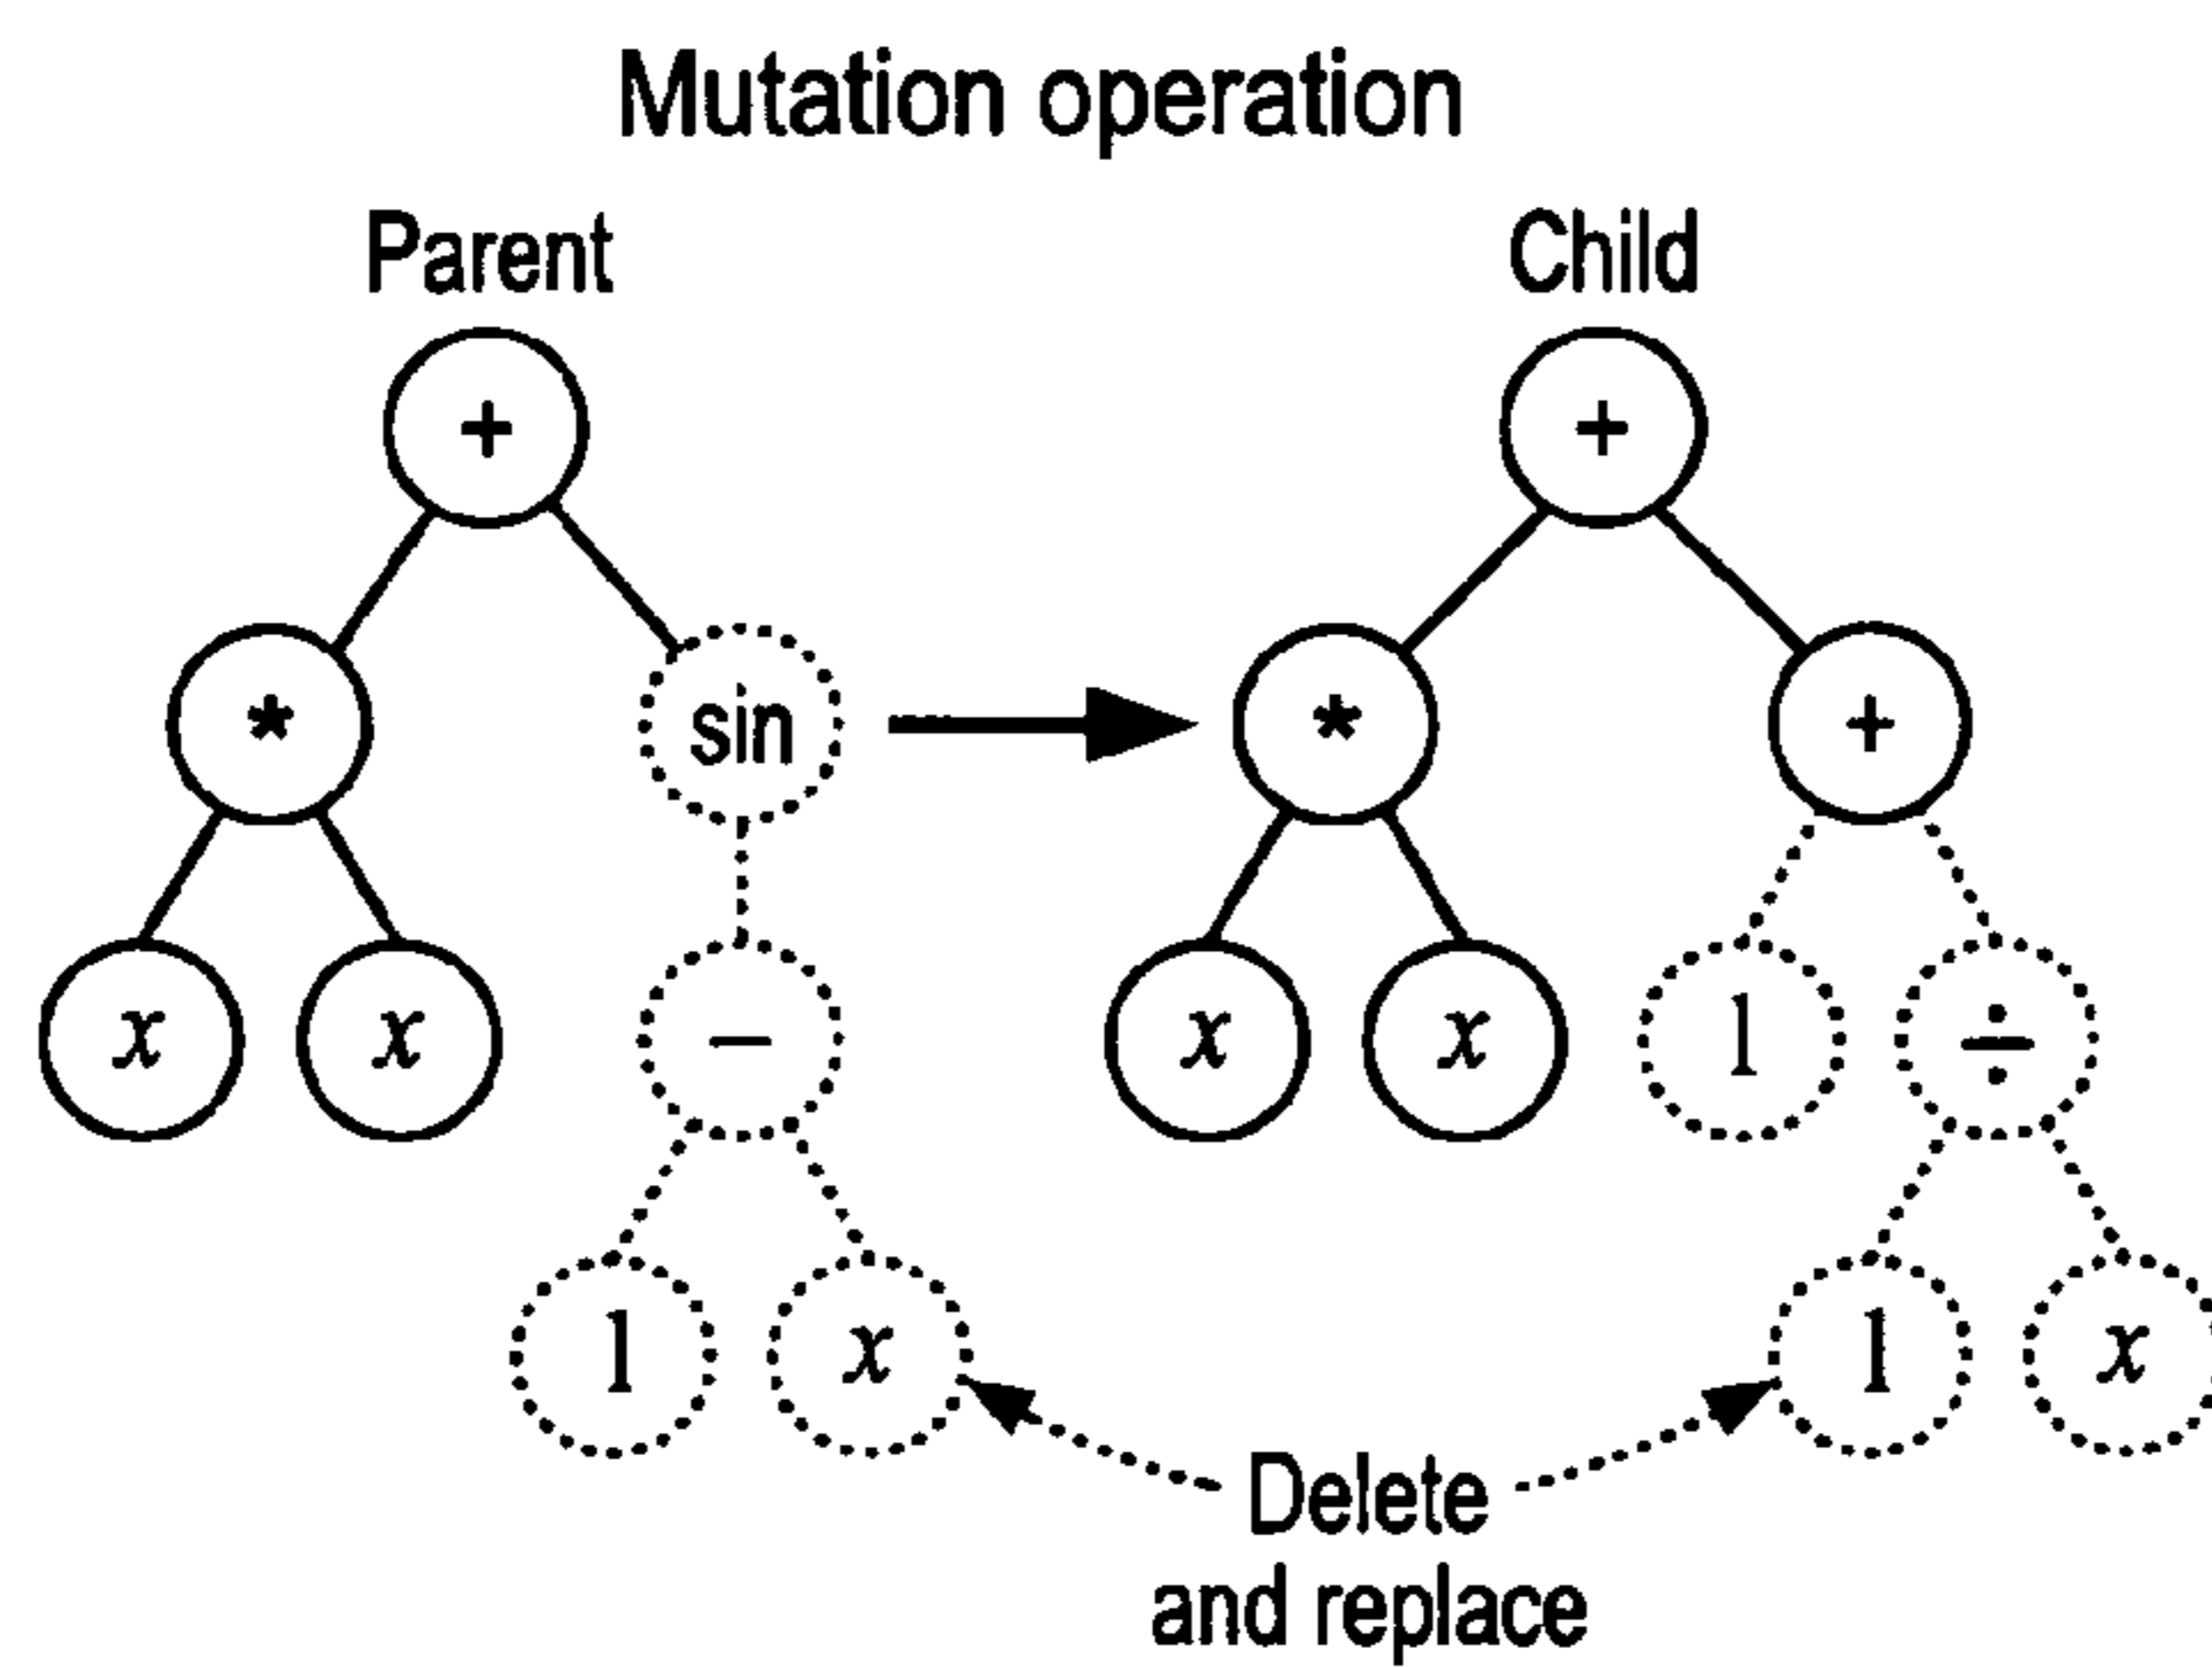 Mutation operation
Parent
Child
+
+
*
sin
*
+
x
x
−
x
x
1
÷
1
x
1
x
Delete
and replace